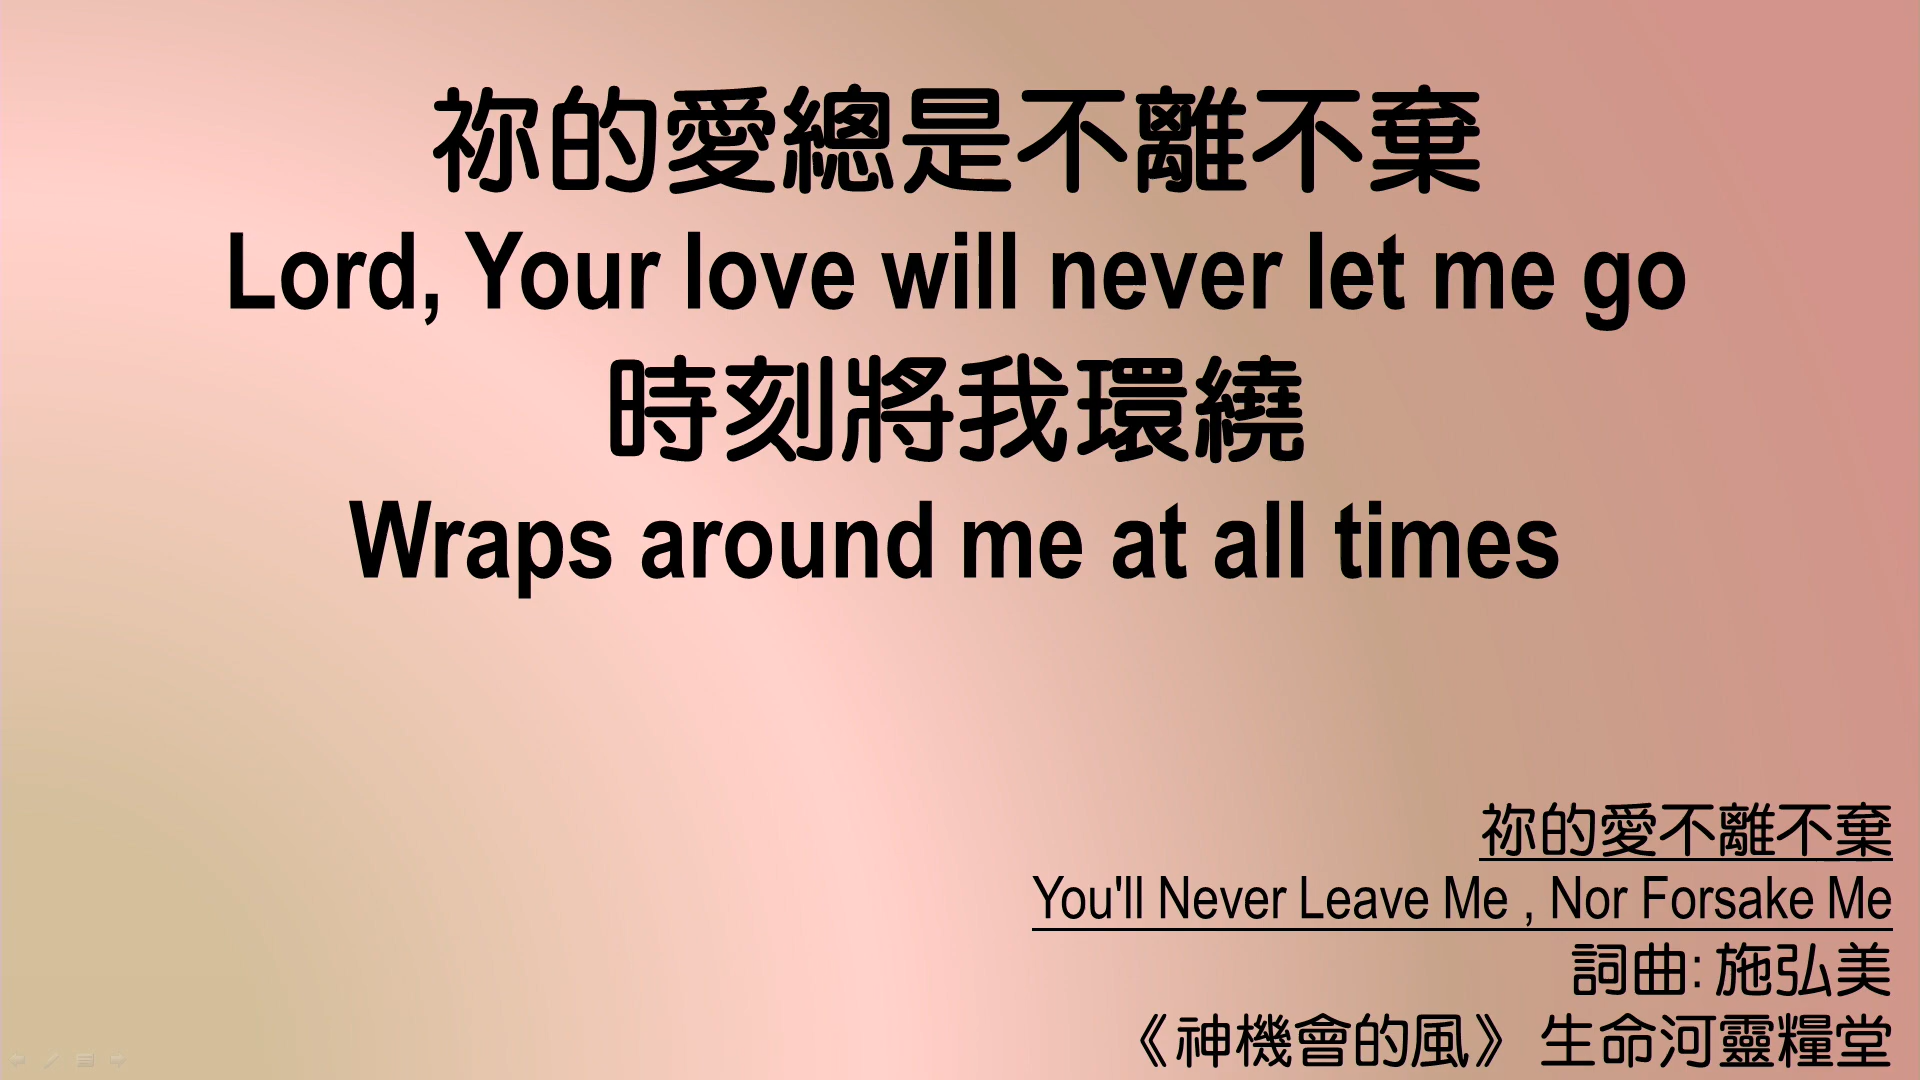 祢的愛總是不離不棄
Lord, Your love will never let me go
時刻將我環繞
Wraps around me at all times
祢的愛不離不棄
You'll Never Leave Me , Nor Forsake Me
詞曲: 施弘美
《神機會的風》 生命河靈糧堂